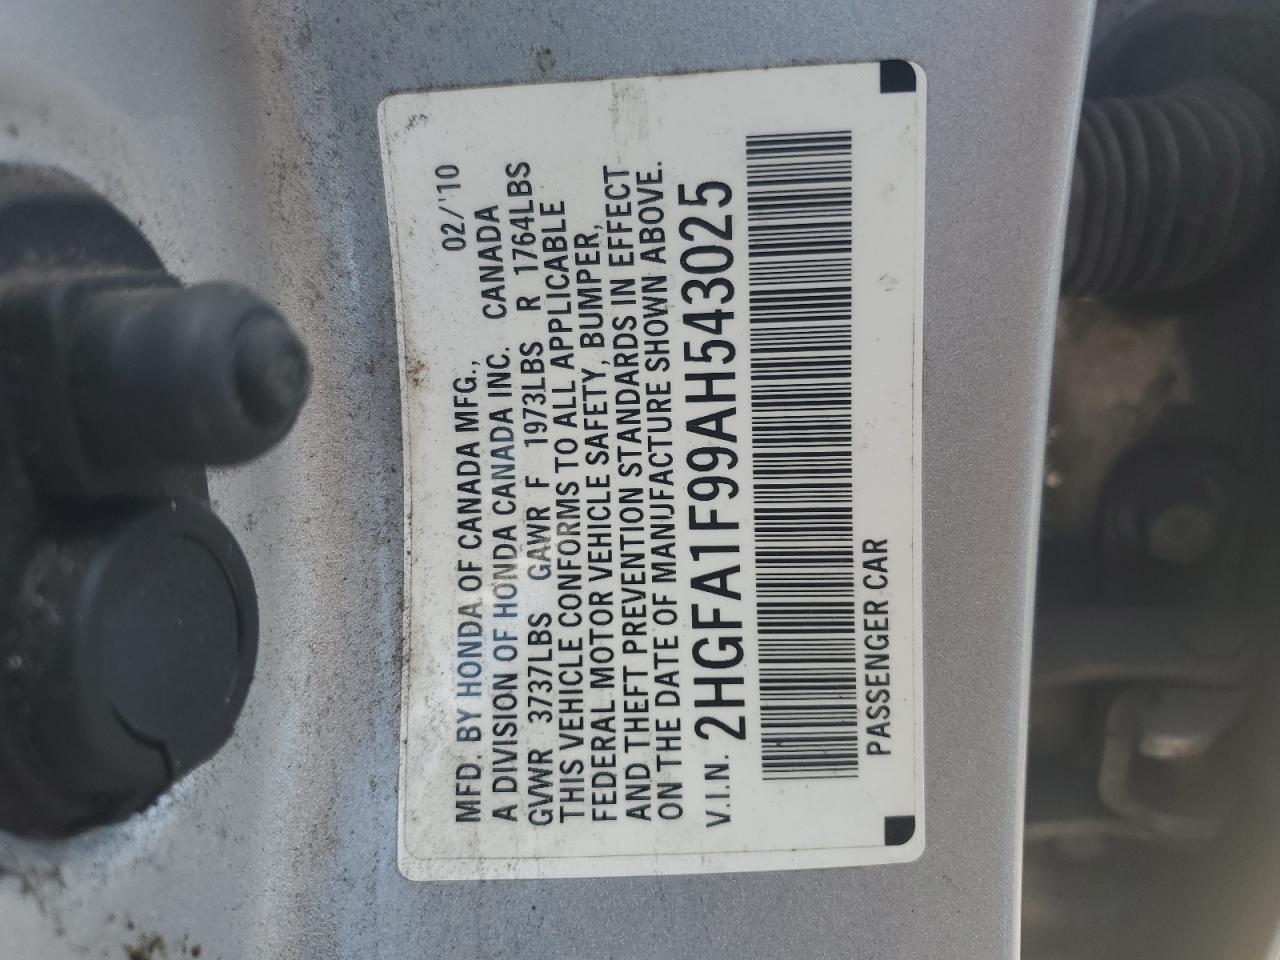 MFD. BY HONDA OF CANADA MFG., 02/'10
A DIVISION OF HONDA CANADA INC. CANADA
GVWR 3737LBS GAWR F 1973LBS R 1764LBS
THIS VEHICLE CONFORMS TO ALL APPLICABLE
FEDERAL MOTOR VEHICLE SAFETY, BUMPER,
AND THEFT PREVENTION STANDARDS IN EFFECT
ON THE DATE OF MANUFACTURE SHOWN ABOVE.
V.I.N. 2HGFA1F99AH543025
PASSENGER CAR